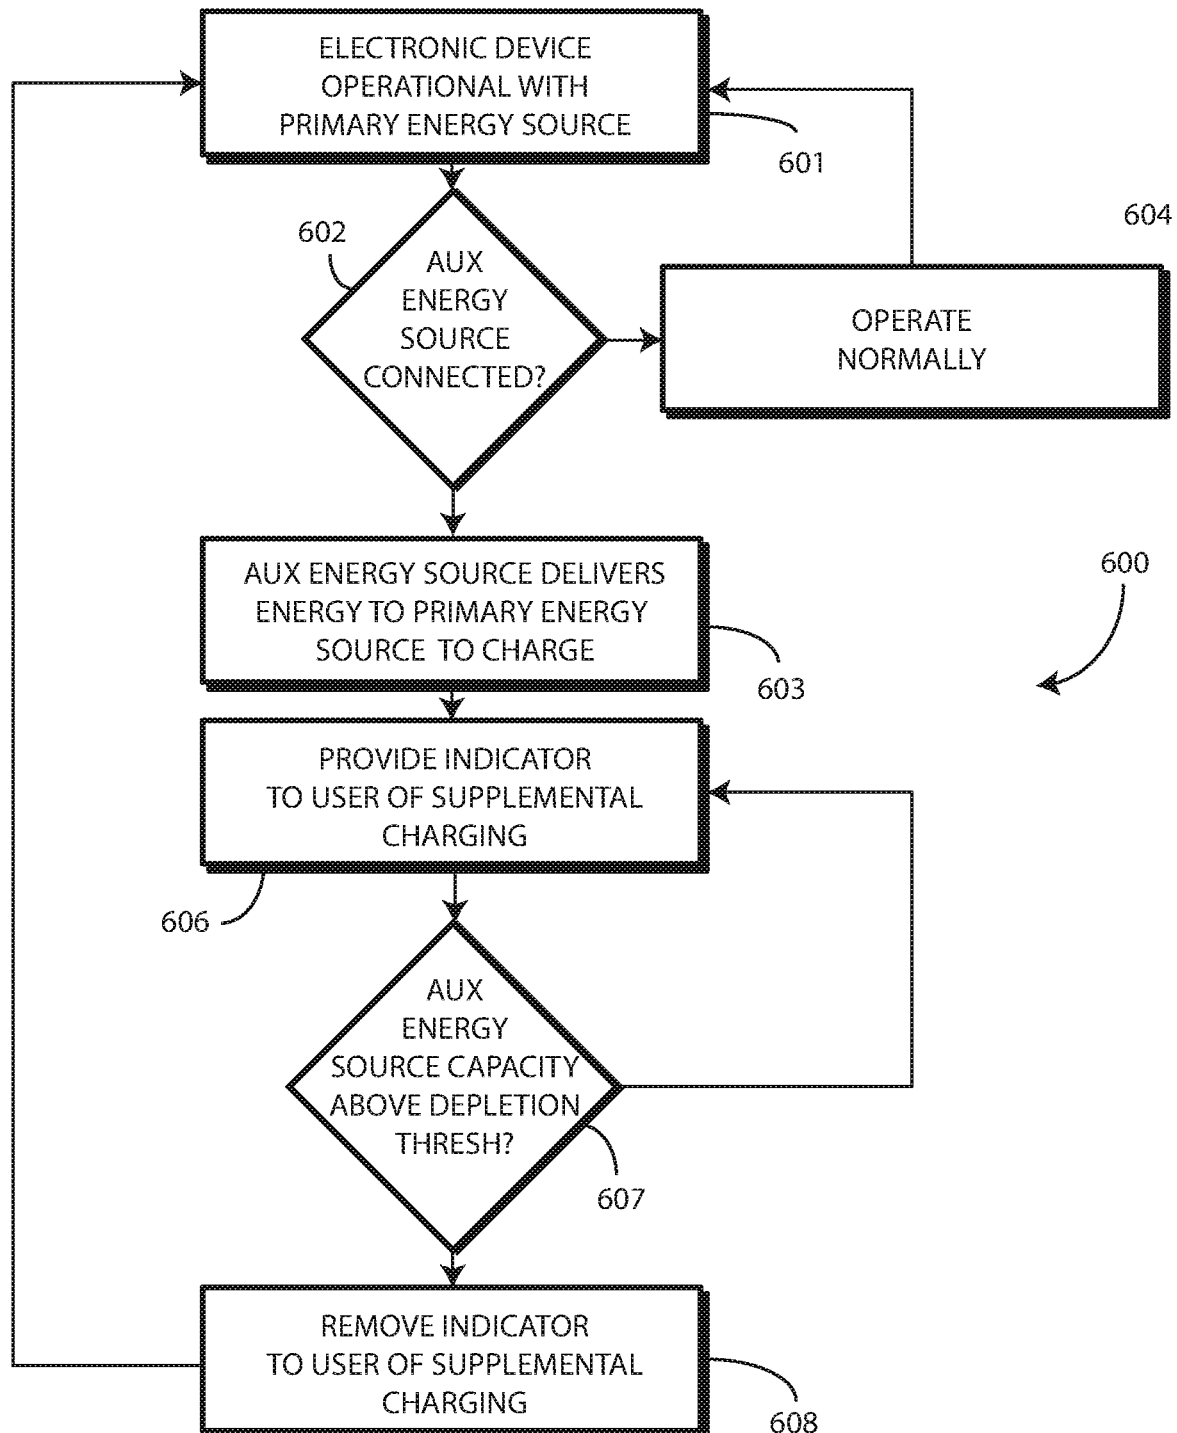 ELECTRONIC DEVICE
OPERATIONAL WITH
PRIMARY ENERGY SOURCE
601
602
AUX
ENERGY
SOURCE
CONNECTED?
604
OPERATE
NORMALLY
AUX ENERGY SOURCE DELIVERS
ENERGY TO PRIMARY ENERGY
SOURCE TO CHARGE
603
600
PROVIDE INDICATOR
TO USER OF SUPPLEMENTAL
CHARGING
606
AUX
ENERGY
SOURCE CAPACITY
ABOVE DEPLETION
THRESH?
607
REMOVE INDICATOR
TO USER OF SUPPLEMENTAL
CHARGING
608